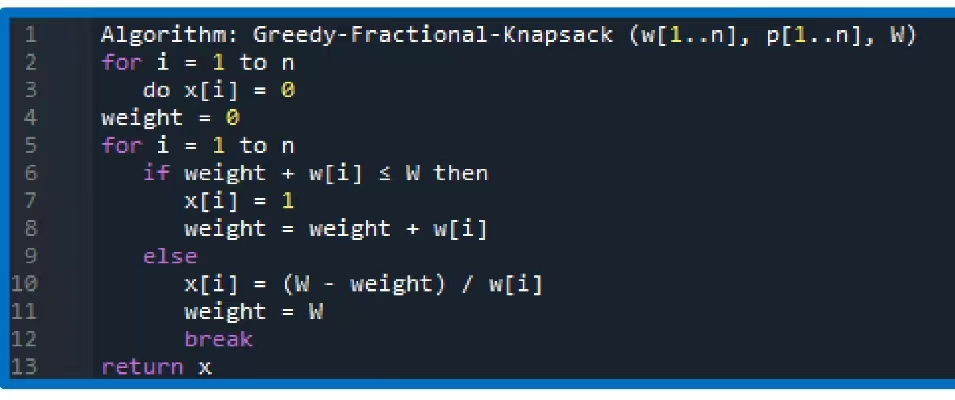 1 Algorithm: Greedy-Fractional-Knapsack (w[1..n], p[1..n], W)
2 for i = 1 to n
3 do x[i] = 0
4 weight = 0
5 for i = 1 to n
6 if weight + w[i] ≤ W then
7 x[i] = 1
8 weight = weight + w[i]
9 else
10 x[i] = (W - weight) / w[i]
11 weight = W
12 break
13 return x